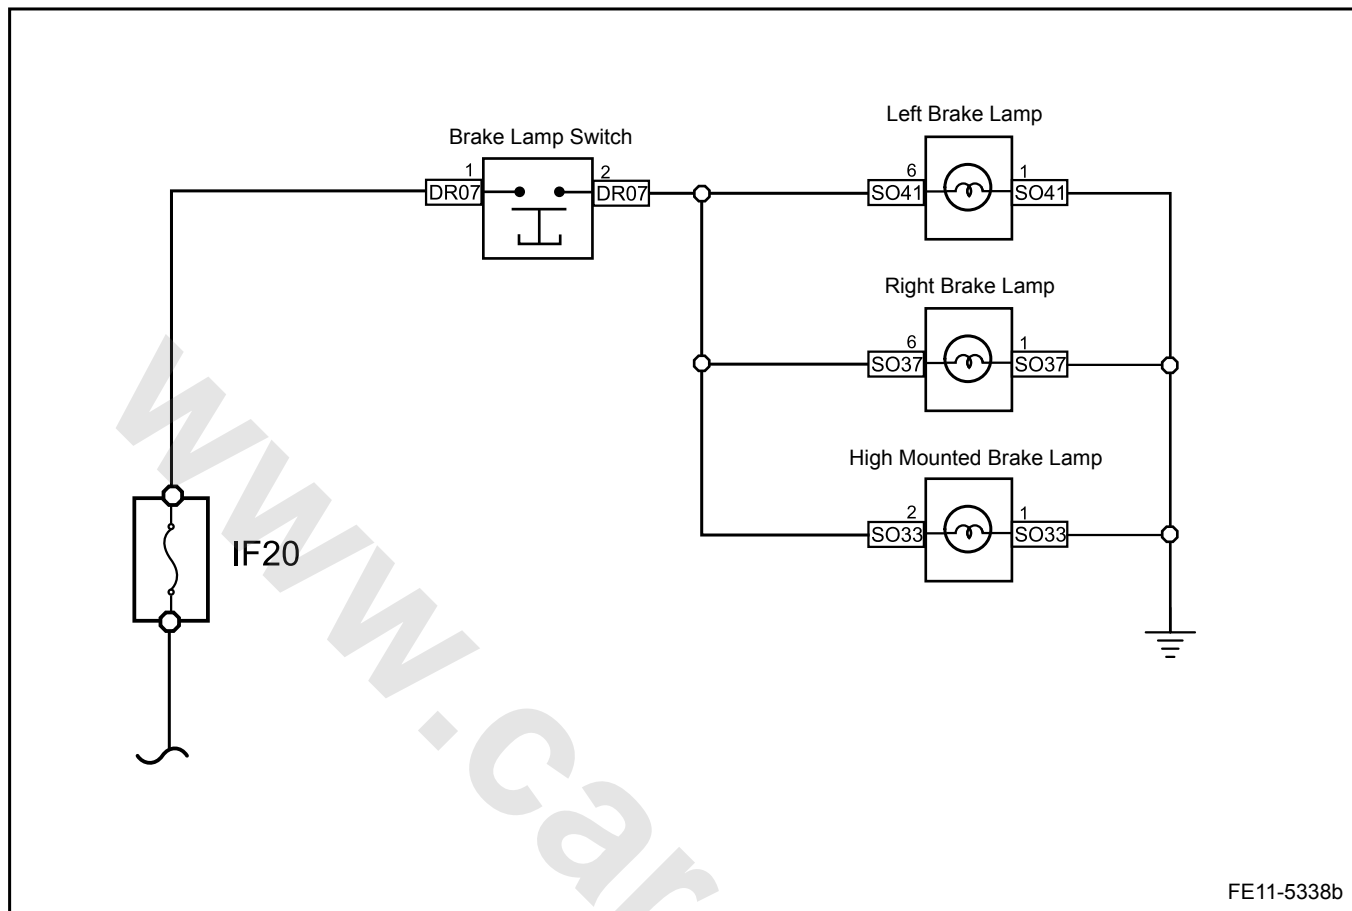 Left Brake Lamp
Brake Lamp Switch
1
2
DR07
DR07
6
1
SO41
SO41
Right Brake Lamp
6
1
SO37
SO37
High Mounted Brake Lamp
2
1
SO33
SO33
IF20
www.car
FE11-5338b